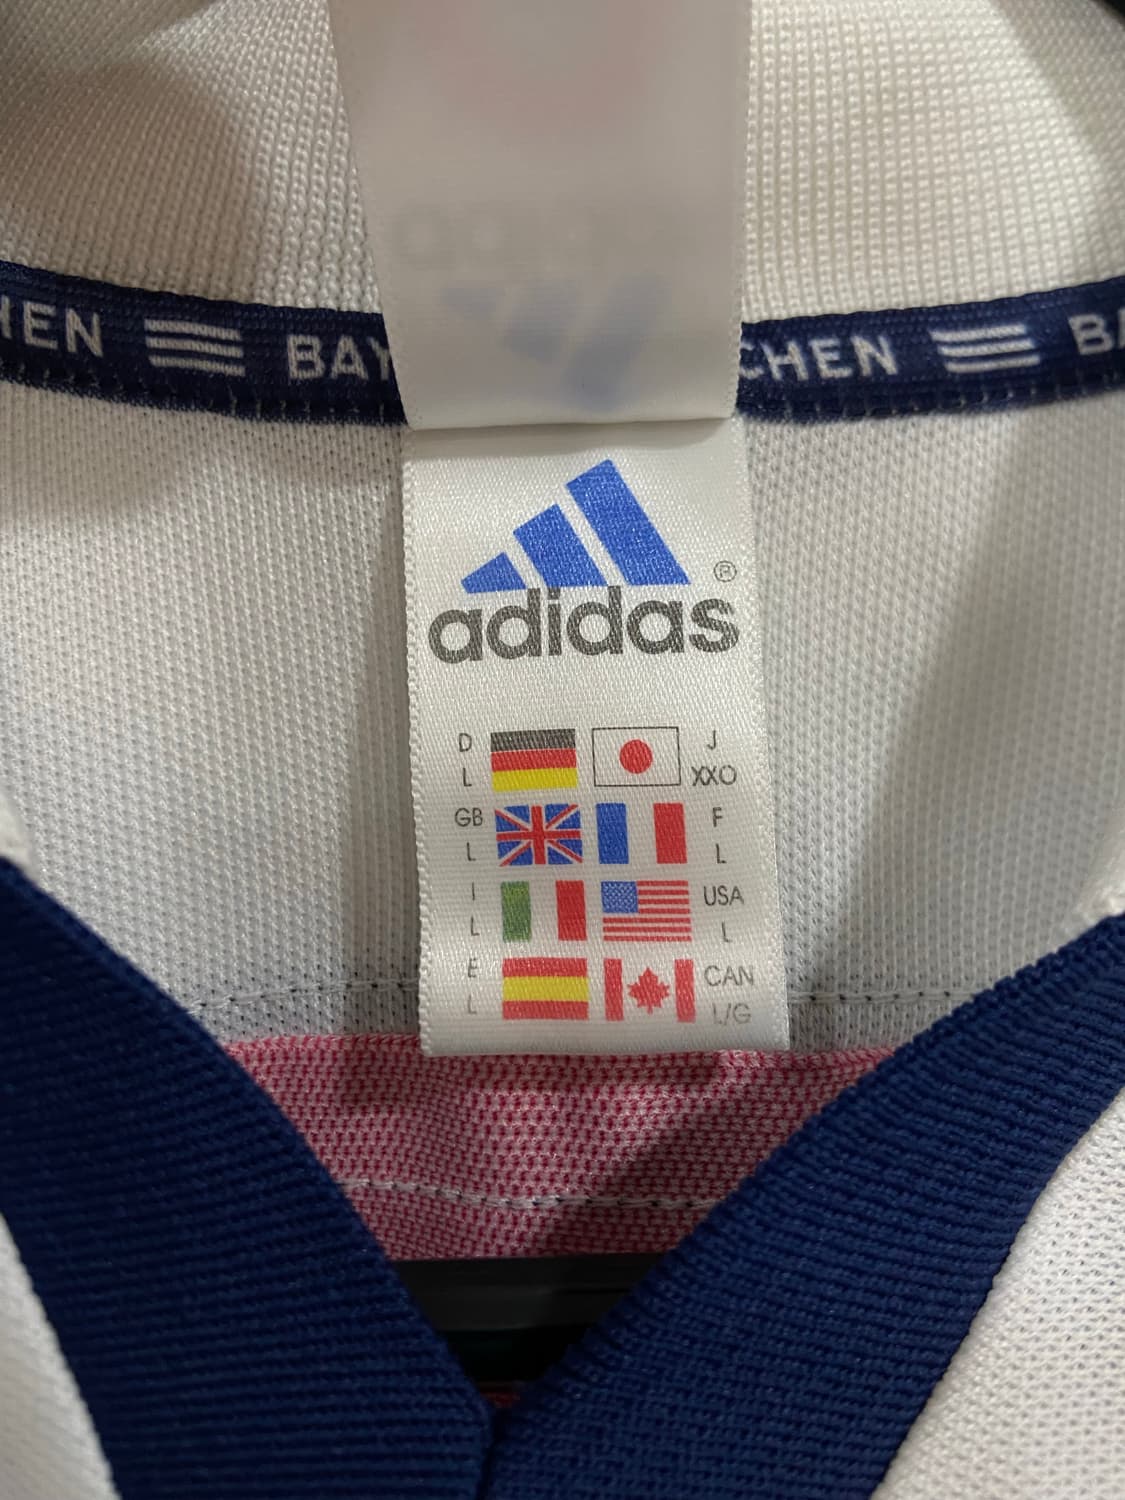 HEN BAY CHEN BA
adidas®
D J
L XXO
GB F
L L
I USA
L L
E CAN
L L/G